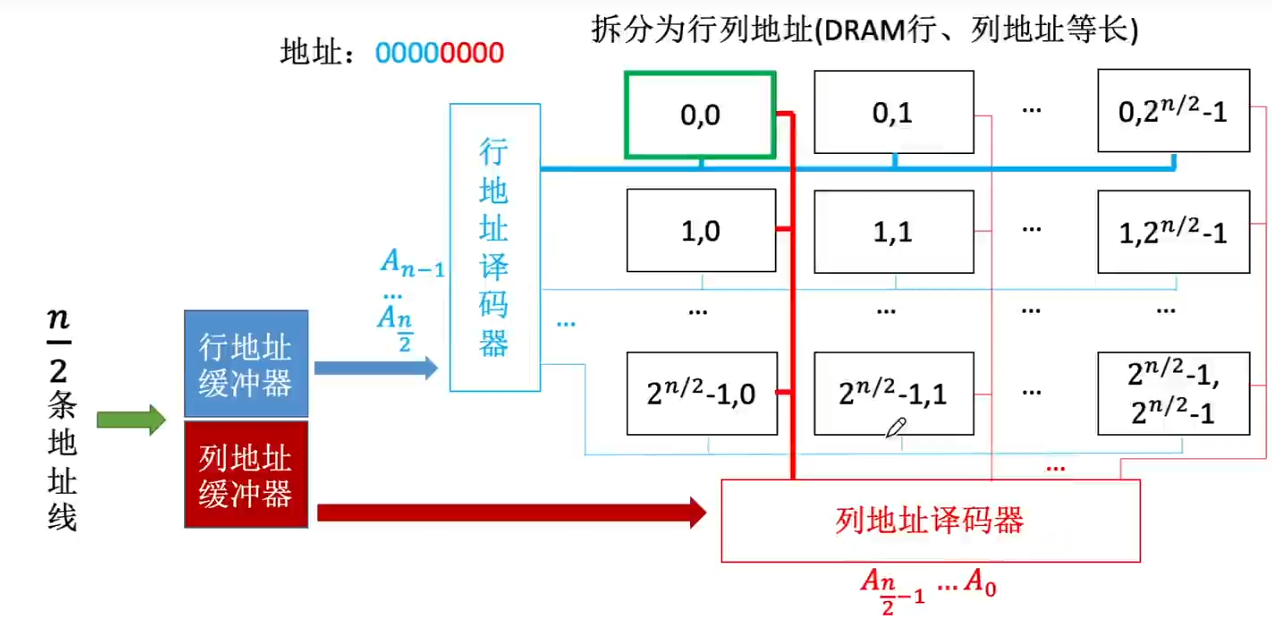 拆分为行列地址(DRAM行、列地址等长)
地址：00000000
行地址译码器
0,0
0,1
...
0,2^{n/2}-1
1,0
1,1
...
1,2^{n/2}-1
A_{n-1}
...
A_{\frac{n}{2}}
...
...
...
...
...
2^{n/2}-1,0
2^{n/2}-1,1
...
2^{n/2}-1,
2^{n/2}-1
\frac{n}{2}条地址线
行地址
缓冲器
列地址
缓冲器
...
列地址译码器
A_{\frac{n}{2}-1} ... A_0